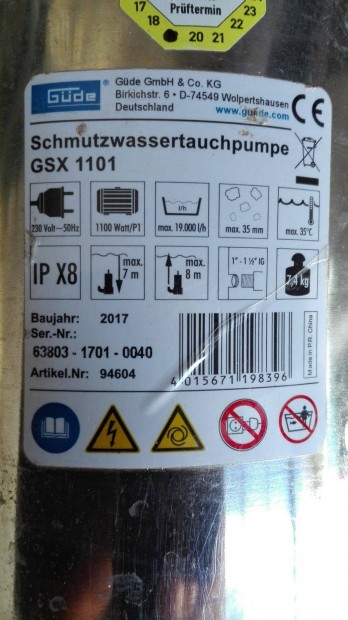 17
18
Prüftermin
23
22
20 21
Güde
®
Güde GmbH & Co. KG
Birkichstr. 6 • D-74549 Wolpertshausen
Deutschland
www.guede.com
CE
Schmutzwassertauchpumpe
GSX 1101
230 Volt~50Hz
1100 Watt/P1
l/h
max. 19.000 l/h
max. 35 mm
max. 35°C
IP X8
max.
7 m
max.
8 m
1" - 1 ½" IG
7,4 kg
Baujahr: 2017
Ser.-Nr.:
63803 - 1701 - 0040
Artikel.Nr: 94604
4 015671 198396
Made in P.R. China